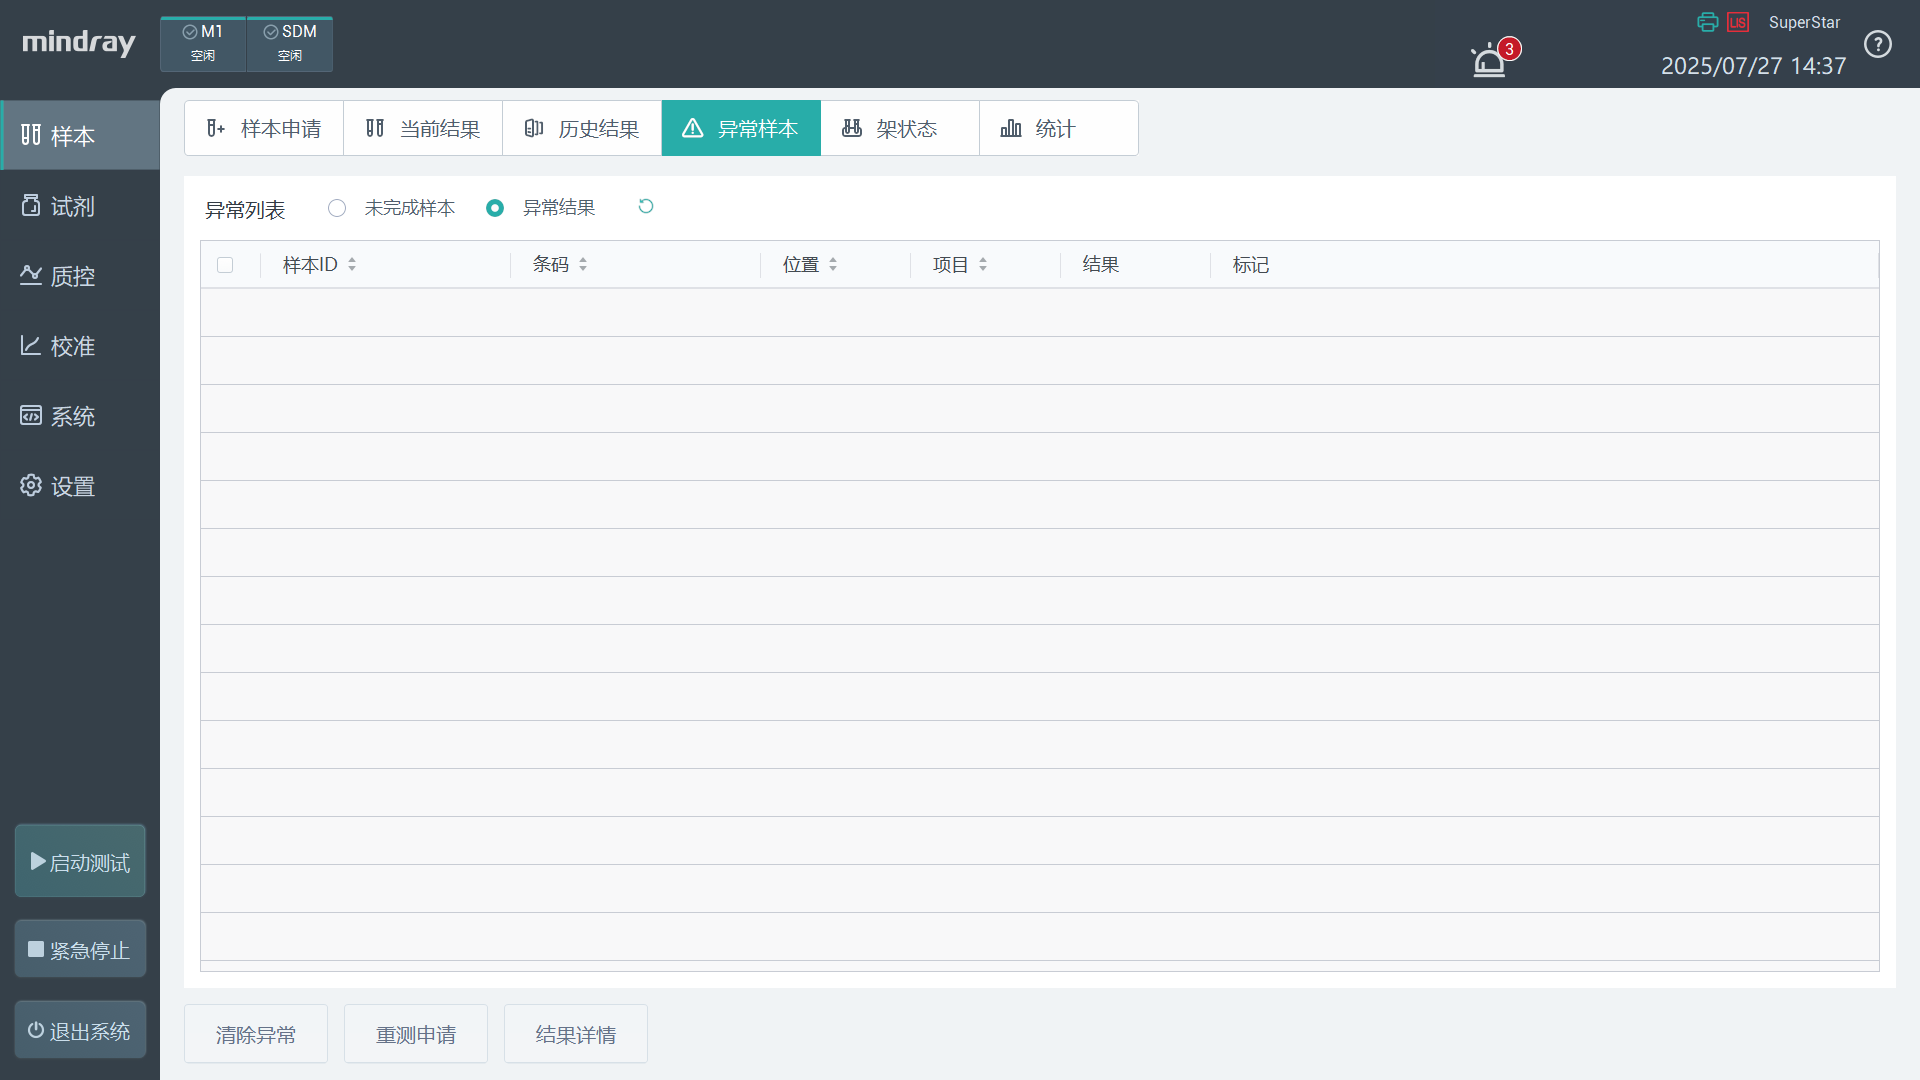 mindray
M1
空闲
SDM
空闲
3
LIS
SuperStar
2025/07/27 14:37
样本
试剂
质控
校准
系统
设置
启动测试
紧急停止
退出系统
样本申请
当前结果
历史结果
异常样本
架状态
统计
异常列表
未完成样本
异常结果
样本ID
条码
位置
项目
结果
标记
清除异常
重测申请
结果详情